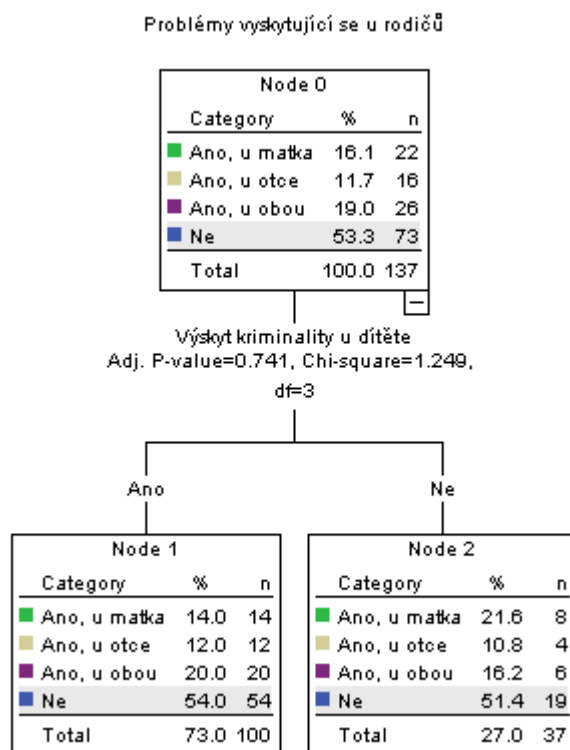 Problémy vyskytující se u rodičů
Node 0
Category % n
Ano, u matka 16.1 22
Ano, u otce 11.7 16
Ano, u obou 19.0 26
Ne 53.3 73
Total 100.0 137
Výskyt kriminality u dítěte
Adj. P-value=0.741, Chi-square=1.249,
df=3
Ano
Ne
Node 1
Category % n
Ano, u matka 14.0 14
Ano, u otce 12.0 12
Ano, u obou 20.0 20
Ne 54.0 54
Total 73.0 100
Node 2
Category % n
Ano, u matka 21.6 8
Ano, u otce 10.8 4
Ano, u obou 16.2 6
Ne 51.4 19
Total 27.0 37